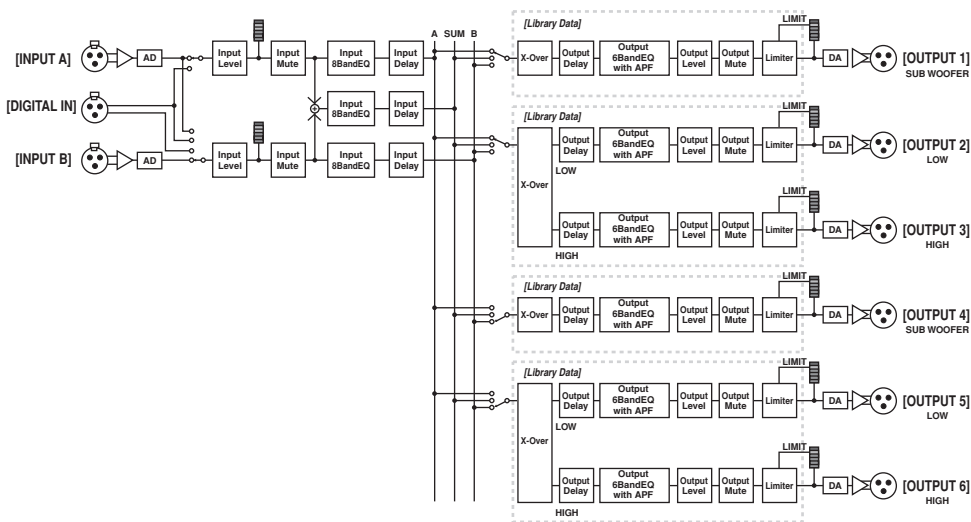 [Library Data]
A SUM B
LIMIT
[INPUT A]
AD
Input Level
Input Mute
Input 8BandEQ
Input Delay
X-Over
Output Delay
Output 6BandEQ with APF
Output Level
Output Mute
Limiter
DA
[OUTPUT 1]
SUB WOOFER
[DIGITAL IN]
Input 8BandEQ
Input Delay
[Library Data]
LIMIT
[INPUT B]
AD
Input Level
Input Mute
Input 8BandEQ
Input Delay
X-Over
Output Delay
LOW
Output 6BandEQ with APF
Output Level
Output Mute
Limiter
DA
[OUTPUT 2]
LOW
LIMIT
Output Delay
HIGH
Output 6BandEQ with APF
Output Level
Output Mute
Limiter
DA
[OUTPUT 3]
HIGH
[Library Data]
LIMIT
X-Over
Output Delay
Output 6BandEQ with APF
Output Level
Output Mute
Limiter
DA
[OUTPUT 4]
SUB WOOFER
[Library Data]
LIMIT
X-Over
Output Delay
LOW
Output 6BandEQ with APF
Output Level
Output Mute
Limiter
DA
[OUTPUT 5]
LOW
LIMIT
Output Delay
HIGH
Output 6BandEQ with APF
Output Level
Output Mute
Limiter
DA
[OUTPUT 6]
HIGH